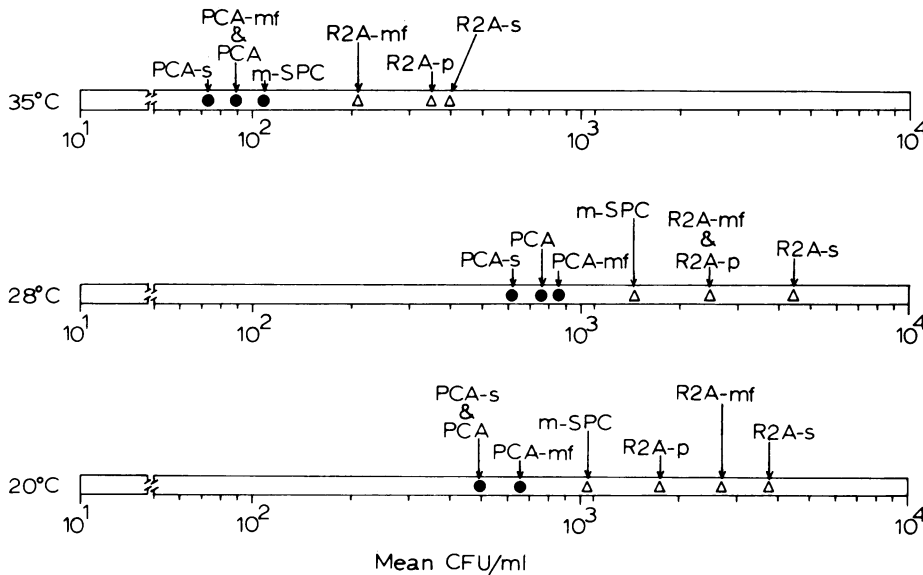 PCA-mf
&
PCA
PCA-s
m-SPC
R2A-mf
R2A-p
R2A-s
35°C
10¹
10²
10³
10⁴
PCA-s
PCA
PCA-mf
m-SPC
R2A-mf
&
R2A-p
R2A-s
28°C
10¹
10²
10³
10⁴
PCA-s
&
PCA
PCA-mf
m-SPC
R2A-p
R2A-mf
R2A-s
20°C
10¹
10²
10³
10⁴
Mean CFU/ml